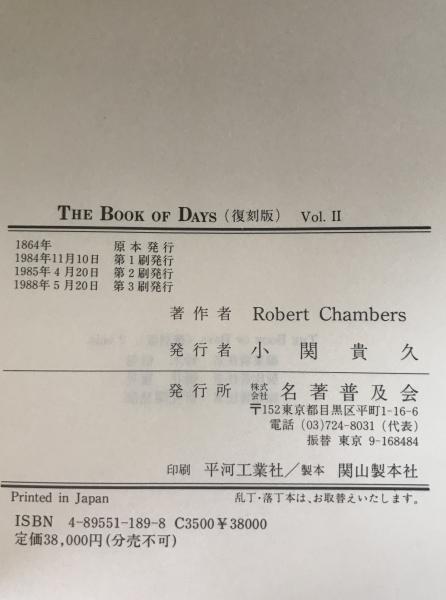 THE BOOK OF DAYS (復刻版) Vol. II
1864年 原本発行
1984年11月10日 第1刷発行
1985年4月20日 第2刷発行
1988年5月20日 第3刷発行
著作者 Robert Chambers
発行者 小関貴久
発行所 株式会社 名著普及会
〒152東京都目黒区平町1-16-6
電話 (03)724-8031 (代表)
振替 東京 9-168484
印刷 平河工業社/製本 関山製本社
Printed in Japan 乱丁・落丁本は、お取替えいたします。
ISBN 4-89551-189-8 C3500¥38000
定価38,000円(分売不可)